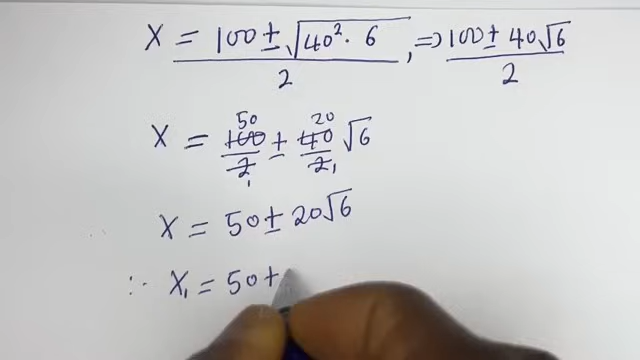 X = 100 ± √40² · 6 / 2 , ⇒ 100 ± 40√6 / 2
50 20
X = 100/2 ± 40/2 √6
1 1
X = 50 ± 20√6
∴ X₁ = 50 +